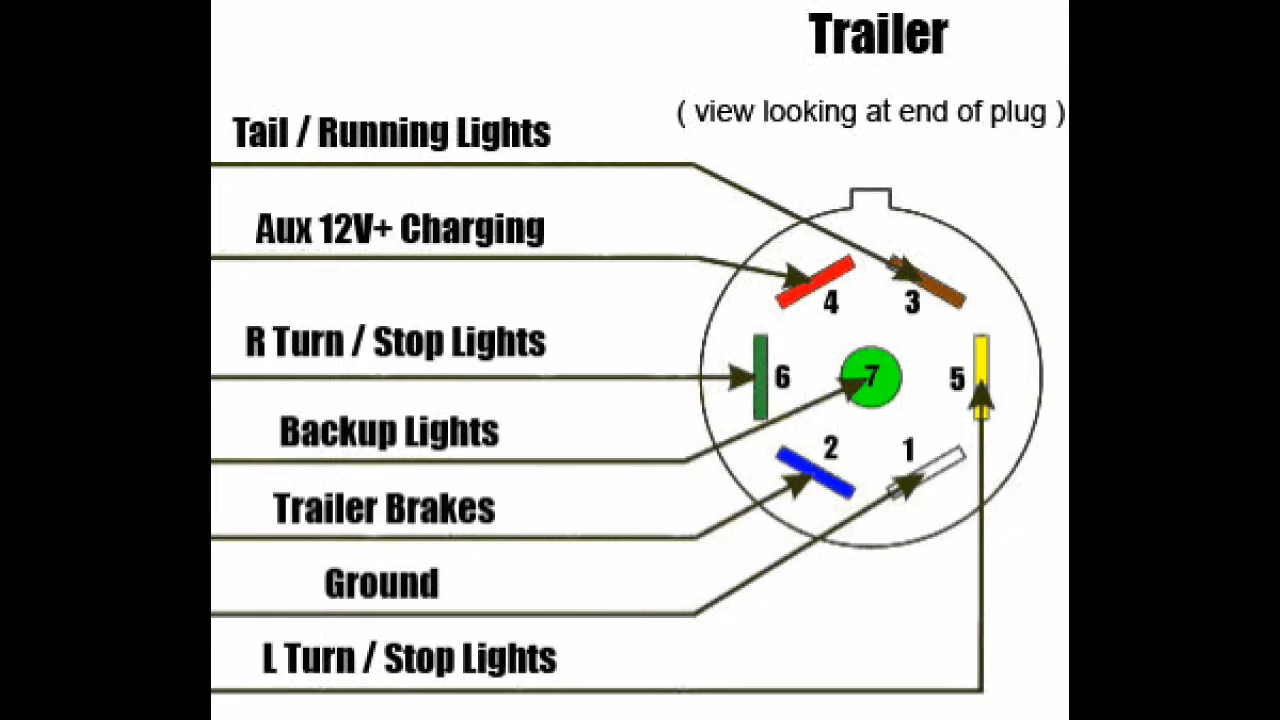 Trailer
( view looking at end of plug )
Tail / Running Lights
Aux 12V+ Charging
R Turn / Stop Lights
Backup Lights
Trailer Brakes
Ground
L Turn / Stop Lights
4
3
6
7
5
2
1